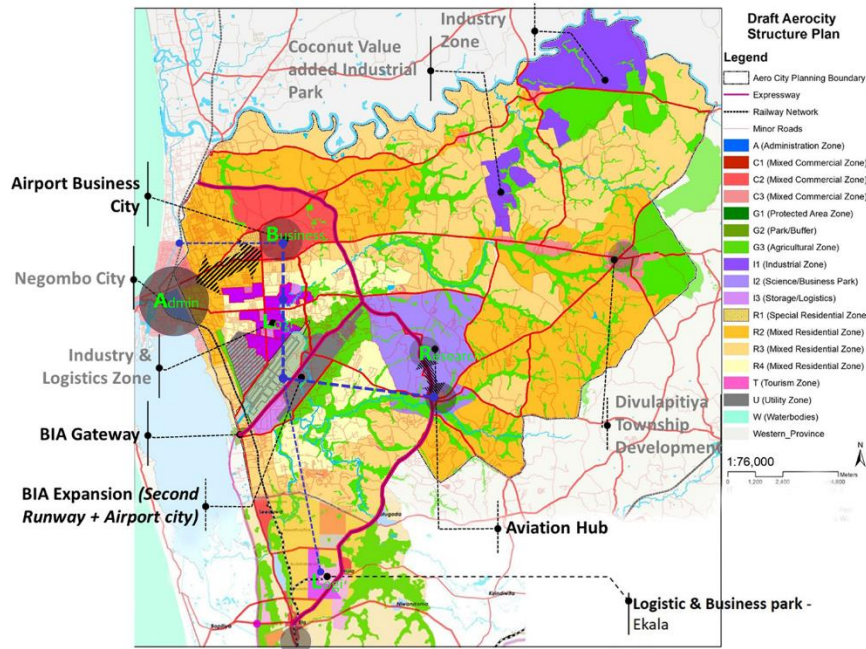 Draft Aerocity
Structure Plan
Legend
Aero City Planning Boundary
Expressway
Railway Network
Minor Roads
A (Administration Zone)
C1 (Mixed Commercial Zone)
C2 (Mixed Commercial Zone)
C3 (Mixed Commercial Zone)
G1 (Protected Area Zone)
G2 (Park/Buffer)
G3 (Agricultural Zone)
I1 (Industrial Zone)
I2 (Science/Business Park)
I3 (Storage/Logistics)
R1 (Special Residential Zone)
R2 (Mixed Residential Zone)
R3 (Mixed Residential Zone)
R4 (Mixed Residential Zone)
T (Tourism Zone)
U (Utility Zone)
W (Waterbodies)
Western_Province
1:76,000
N
Meters
Industry
Zone
Coconut Value
added Industrial
Park
Airport Business
City
Business
Negombo City
Admin
Industry &
Logistics Zone
BIA Gateway
BIA Expansion (Second
Runway + Airport city)
Divulapitiya
Township
Development
Aviation Hub
Logistic & Business park -
Ekala